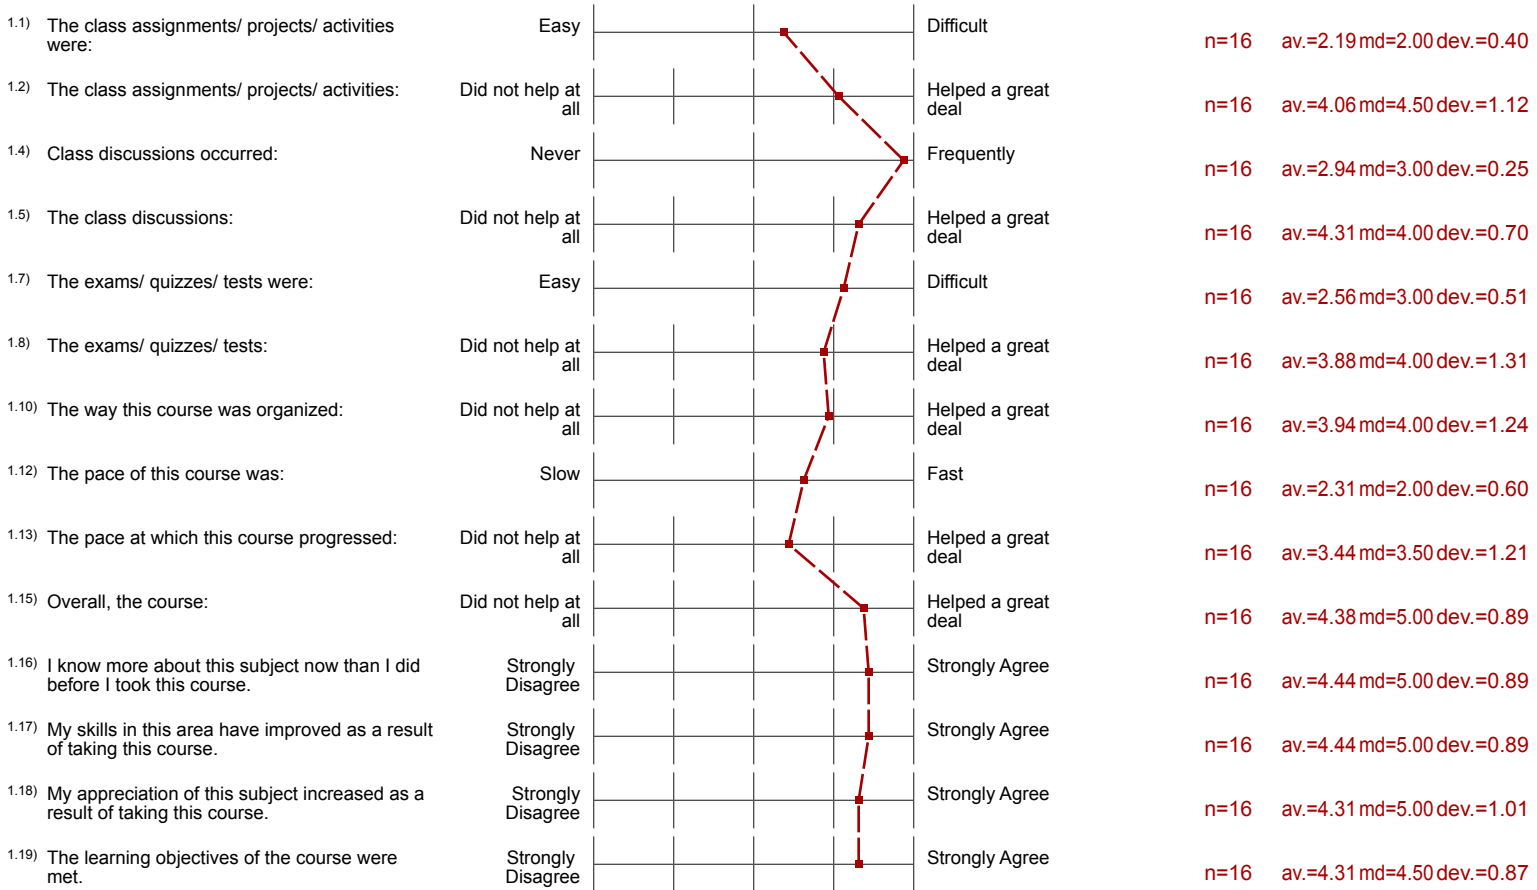 1.1) The class assignments/ projects/ activities were: Easy Difficult n=16 av.=2.19 md=2.00 dev.=0.40
1.2) The class assignments/ projects/ activities: Did not help at all Helped a great deal n=16 av.=4.06 md=4.50 dev.=1.12
1.4) Class discussions occurred: Never Frequently n=16 av.=2.94 md=3.00 dev.=0.25
1.5) The class discussions: Did not help at all Helped a great deal n=16 av.=4.31 md=4.00 dev.=0.70
1.7) The exams/ quizzes/ tests were: Easy Difficult n=16 av.=2.56 md=3.00 dev.=0.51
1.8) The exams/ quizzes/ tests: Did not help at all Helped a great deal n=16 av.=3.88 md=4.00 dev.=1.31
1.10) The way this course was organized: Did not help at all Helped a great deal n=16 av.=3.94 md=4.00 dev.=1.24
1.12) The pace of this course was: Slow Fast n=16 av.=2.31 md=2.00 dev.=0.60
1.13) The pace at which this course progressed: Did not help at all Helped a great deal n=16 av.=3.44 md=3.50 dev.=1.21
1.15) Overall, the course: Did not help at all Helped a great deal n=16 av.=4.38 md=5.00 dev.=0.89
1.16) I know more about this subject now than I did before I took this course. Strongly Disagree Strongly Agree n=16 av.=4.44 md=5.00 dev.=0.89
1.17) My skills in this area have improved as a result of taking this course. Strongly Disagree Strongly Agree n=16 av.=4.44 md=5.00 dev.=0.89
1.18) My appreciation of this subject increased as a result of taking this course. Strongly Disagree Strongly Agree n=16 av.=4.31 md=5.00 dev.=1.01
1.19) The learning objectives of the course were met. Strongly Disagree Strongly Agree n=16 av.=4.31 md=4.50 dev.=0.87